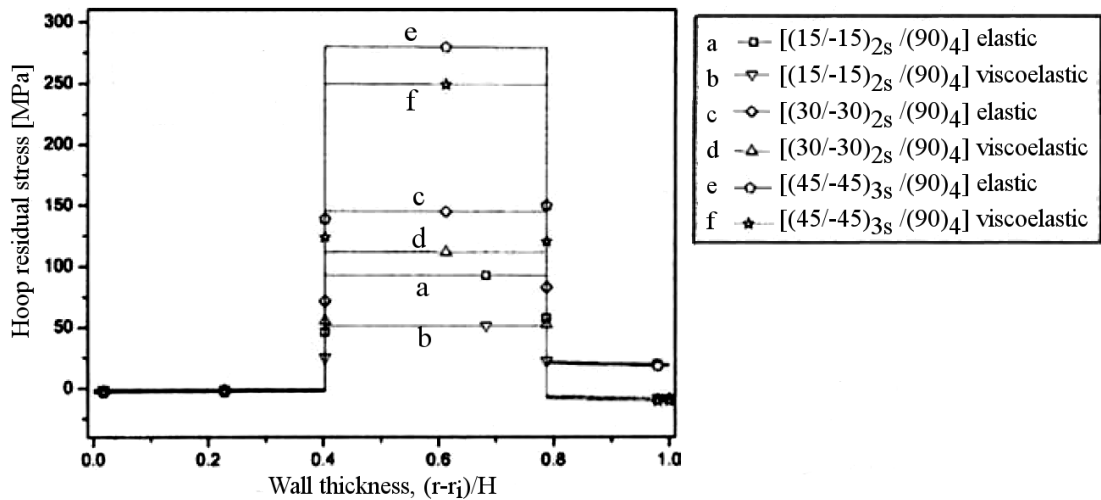 300
250
200
150
100
50
0
Hoop residual stress [MPa]
e
f
c
d
a
b
0.0 0.2 0.4 0.6 0.8 1.0
Wall thickness, (r-ri)/H
a [(15/-15)2s /(90)4] elastic
b [(15/-15)2s /(90)4] viscoelastic
c [(30/-30)2s /(90)4] elastic
d [(30/-30)2s /(90)4] viscoelastic
e [(45/-45)3s /(90)4] elastic
f [(45/-45)3s /(90)4] viscoelastic